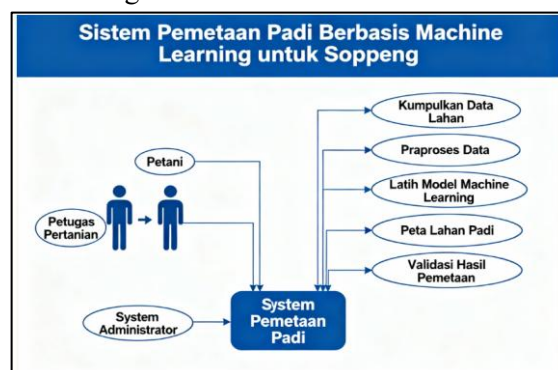 Sistem Pemetaan Padi Berbasis Machine
Learning untuk Soppeng
Petani
Petugas
Pertanian
System
Administrator
System
Pemetaan
Padi
Kumpulkan Data
Lahan
Praproses Data
Latih Model Machine
Learning
Peta Lahan Padi
Validasi Hasil
Pemetaan